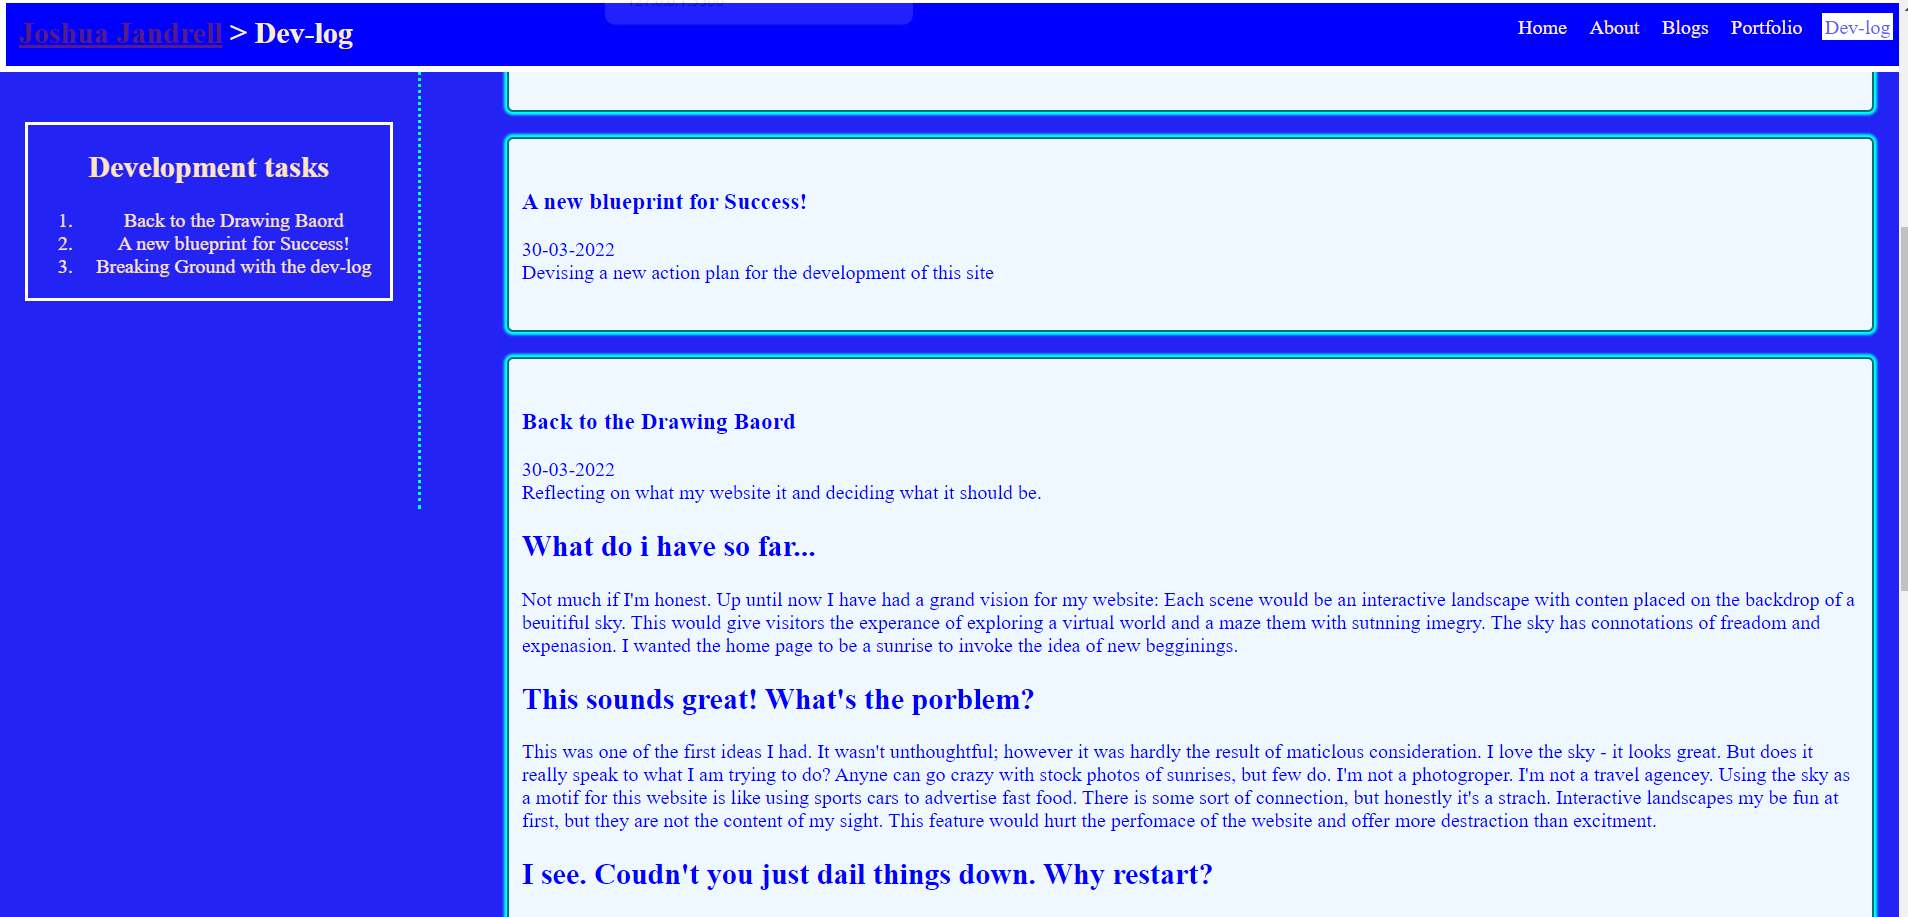 Joshua Jandrell > Dev-log
Home About Blogs Portfolio Dev-log
Development tasks
1. Back to the Drawing Baord
2. A new blueprint for Success!
3. Breaking Ground with the dev-log
A new blueprint for Success!
30-03-2022
Devising a new action plan for the development of this site
Back to the Drawing Baord
30-03-2022
Reflecting on what my website it and deciding what it should be.
What do i have so far...
Not much if I'm honest. Up until now I have had a grand vision for my website: Each scene would be an interactive landscape with conten placed on the backdrop of a
beuitiful sky. This would give visitors the experance of exploring a virtual world and a maze them with sutnning imegry. The sky has connotations of freadom and
expenasion. I wanted the home page to be a sunrise to invoke the idea of new begginings.
This sounds great! What's the porblem?
This was one of the first ideas I had. It wasn't unthoughtful; however it was hardly the result of maticlous consideration. I love the sky - it looks great. But does it
really speak to what I am trying to do? Anyne can go crazy with stock photos of sunrises, but few do. I'm not a photogroper. I'm not a travel agencey. Using the sky as
a motif for this website is like using sports cars to advertise fast food. There is some sort of connection, but honestly it's a strach. Interactive landscapes my be fun at
first, but they are not the content of my sight. This feature would hurt the perfomace of the website and offer more destraction than excitment.
I see. Coudn't you just dail things down. Why restart?